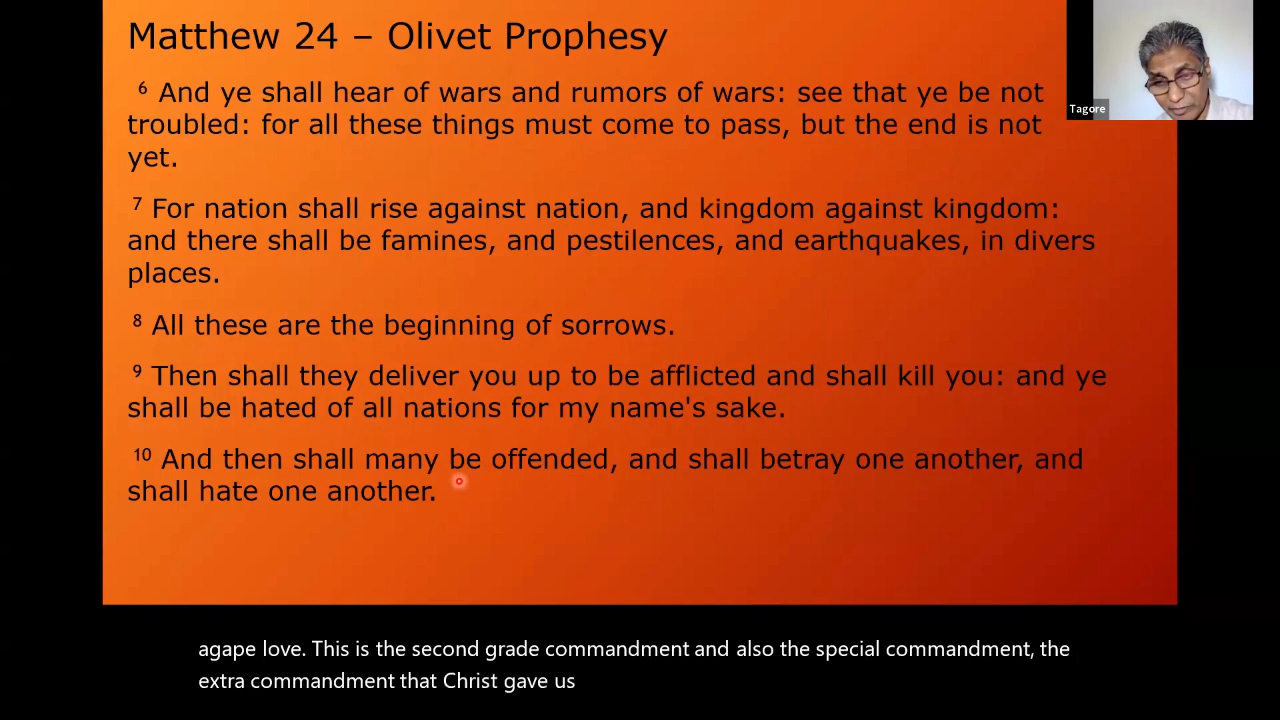 Matthew 24 – Olivet Prophesy
6 And ye shall hear of wars and rumors of wars: see that ye be not
troubled: for all these things must come to pass, but the end is not
yet.
7 For nation shall rise against nation, and kingdom against kingdom:
and there shall be famines, and pestilences, and earthquakes, in divers
places.
8 All these are the beginning of sorrows.
9 Then shall they deliver you up to be afflicted and shall kill you: and ye
shall be hated of all nations for my name's sake.
10 And then shall many be offended, and shall betray one another, and
shall hate one another.
Tagore
agape love. This is the second grade commandment and also the special commandment, the
extra commandment that Christ gave us